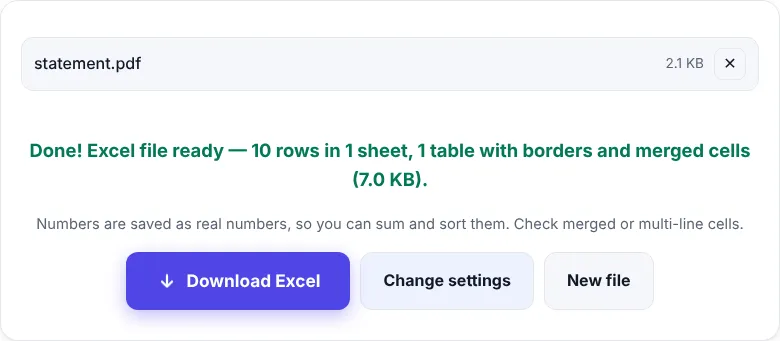 statement.pdf
2.1 KB ✕
Done! Excel file ready — 10 rows in 1 sheet, 1 table with borders and merged cells
(7.0 KB).
Numbers are saved as real numbers, so you can sum and sort them. Check merged or multi-line cells.
↓ Download Excel
Change settings
New file